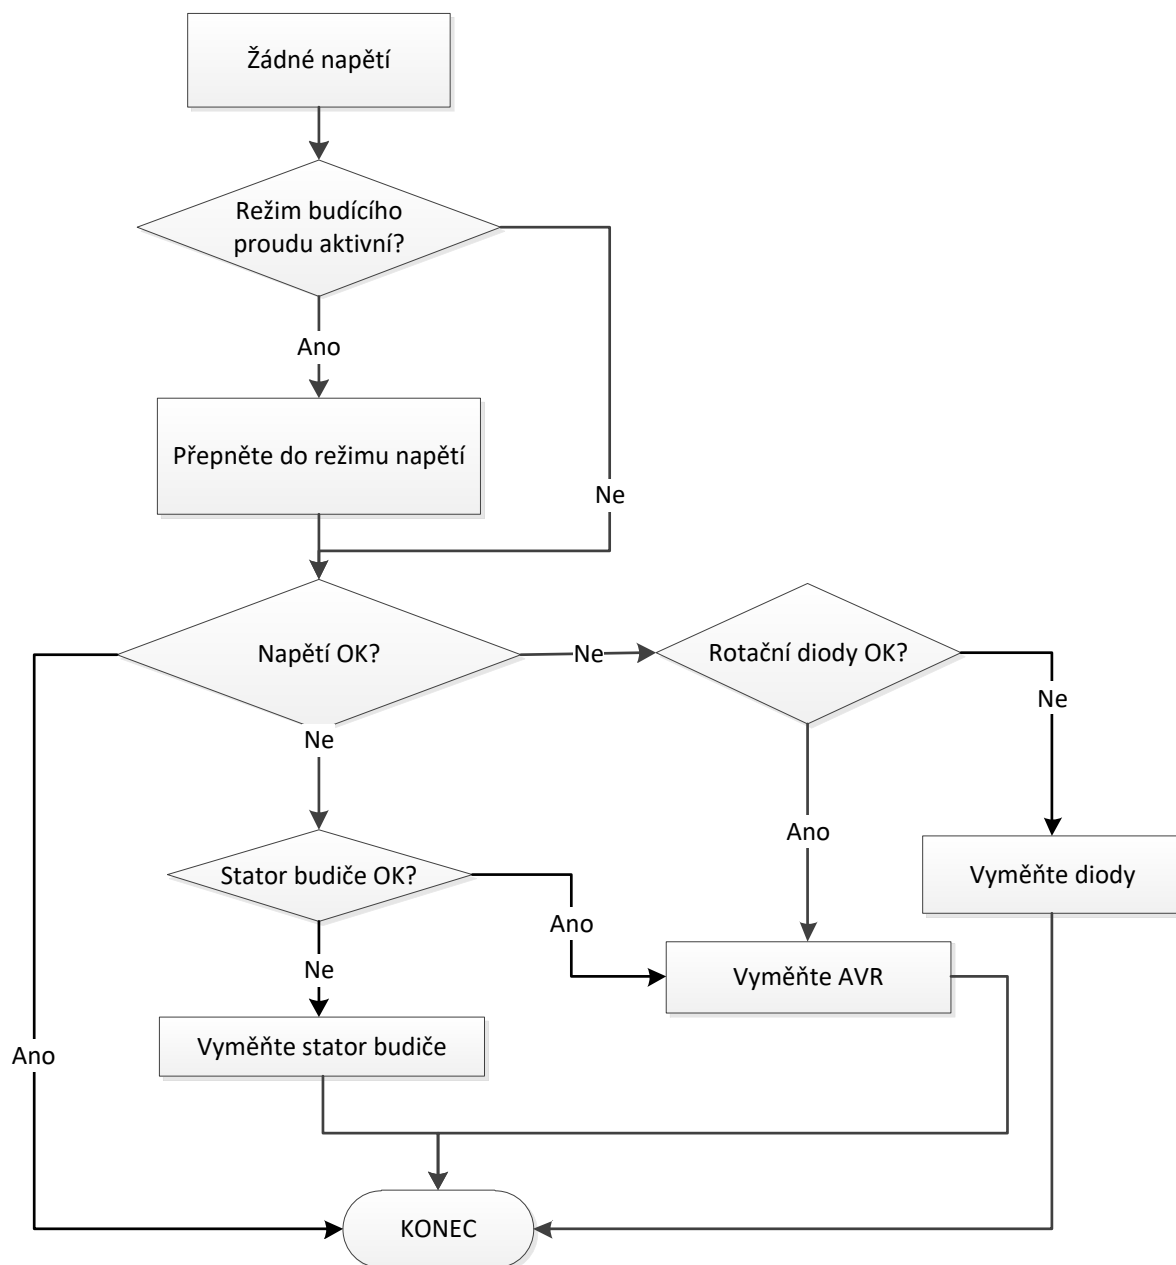 Žádné napětí
Režim budícího
proudu aktivní?
Ano
Přepněte do režimu napětí
Ne
Napětí OK?
Ne
Rotační diody OK?
Ne
Ne
Ano
Stator budiče OK?
Vyměňte diody
Ano
Ne
Vyměňte AVR
Vyměňte stator budiče
Ano
KONEC